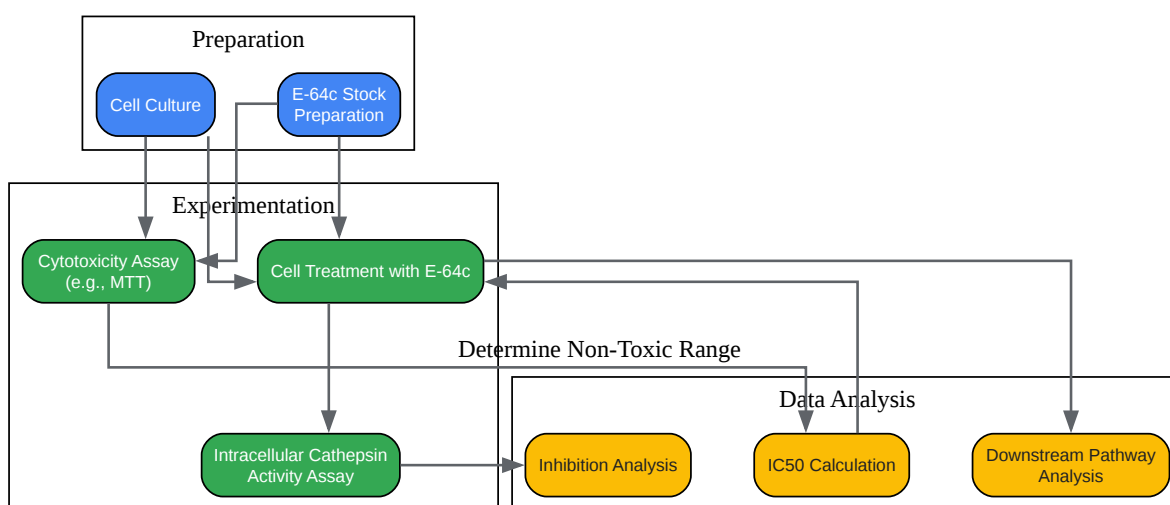 Preparation
Cell Culture
E-64c Stock
Preparation
Experimentation
Cytotoxicity Assay
(e.g., MTT)
Cell Treatment with E-64c
Determine Non-Toxic Range
Data Analysis
Intracellular Cathepsin
Activity Assay
Inhibition Analysis
IC50 Calculation
Downstream Pathway
Analysis